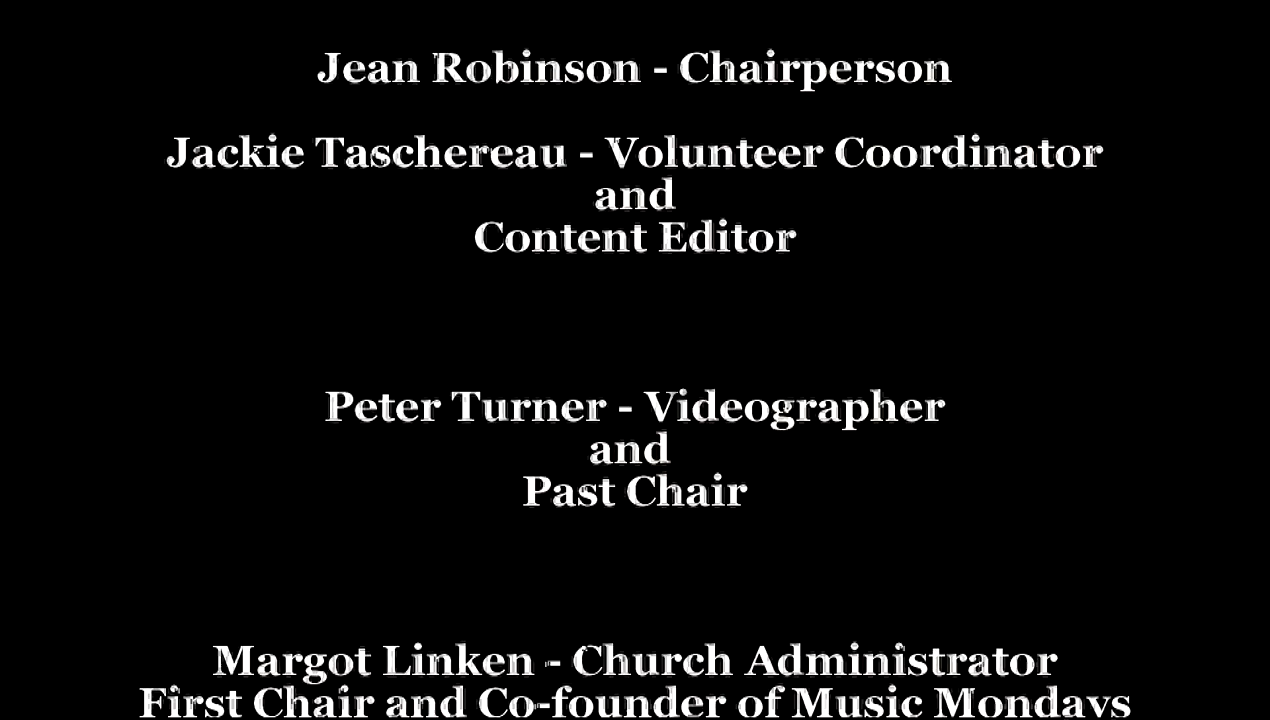 Jean Robinson - Chairperson
Jackie Taschereau - Volunteer Coordinator
and
Content Editor
Peter Turner - Videographer
and
Past Chair
Margot Linken - Church Administrator
First Chair and Co-founder of Music Mondays